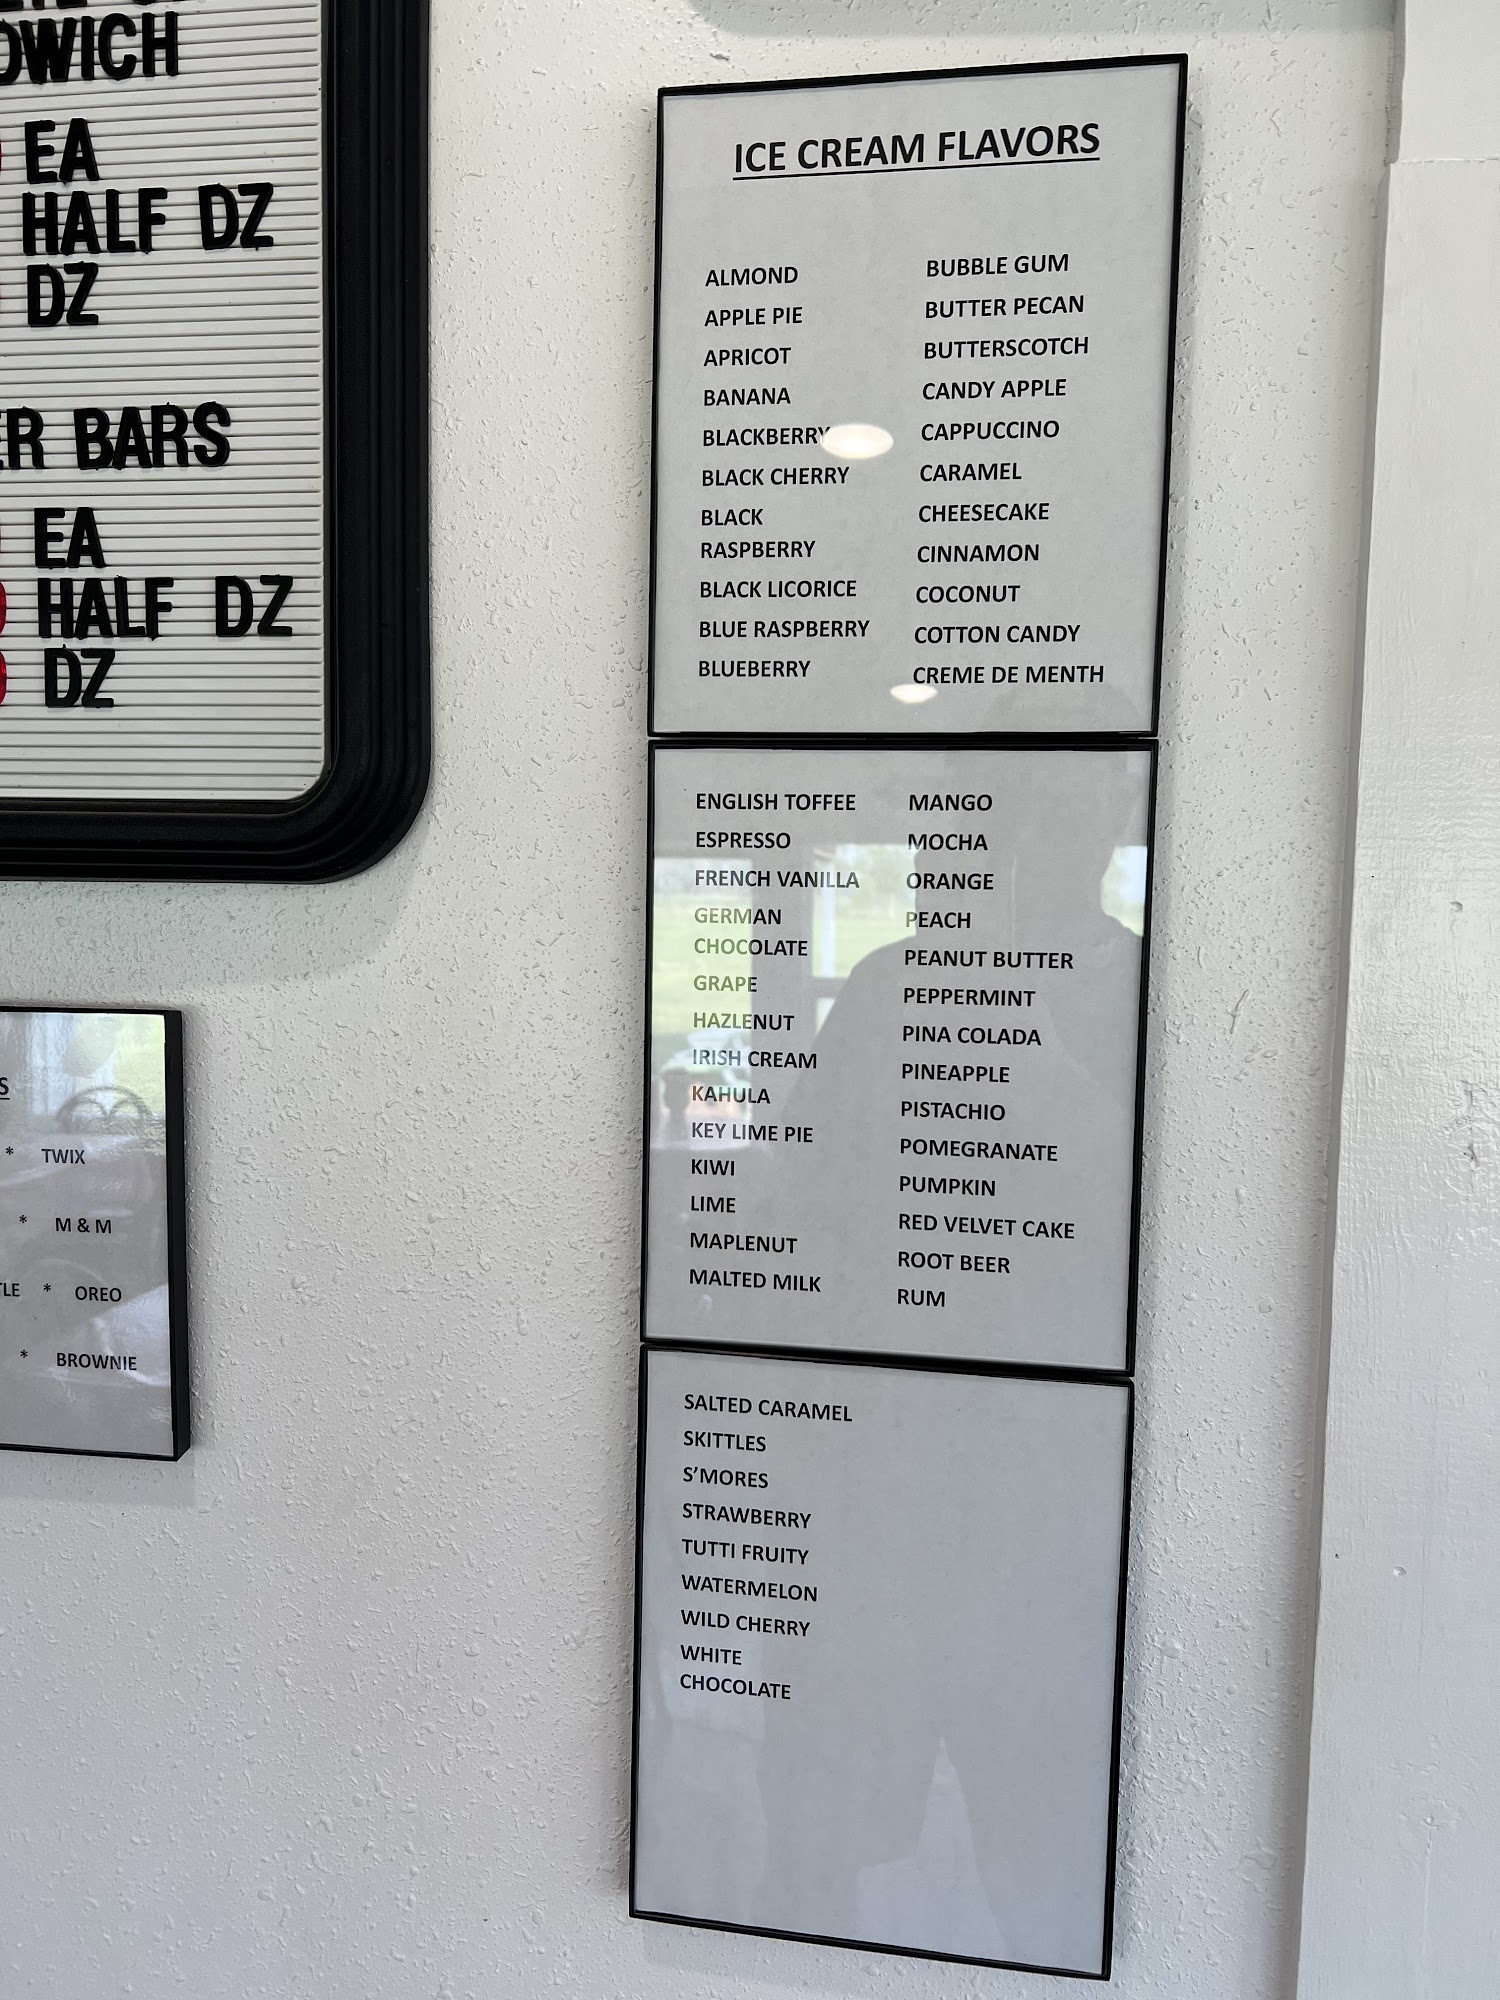 EA
HALF DZ
DZ
BARS
EA
HALF DZ
DZ
* TWIX
* M & M
* OREO
* BROWNIE
ICE CREAM FLAVORS
ALMOND
APPLE PIE
APRICOT
BANANA
BLACKBERRY
BLACK CHERRY
BLACK
RASPBERRY
BLACK LICORICE
BLUE RASPBERRY
BLUEBERRY
BUBBLE GUM
BUTTER PECAN
BUTTERSCOTCH
CANDY APPLE
CAPPUCCINO
CARAMEL
CHEESECAKE
CINNAMON
COCONUT
COTTON CANDY
CREME DE MENTH
ENGLISH TOFFEE
ESPRESSO
FRENCH VANILLA
GERMAN
CHOCOLATE
GRAPE
HAZLENUT
IRISH CREAM
KAHULA
KEY LIME PIE
KIWI
LIME
MAPLENUT
MALTED MILK
MANGO
MOCHA
ORANGE
PEACH
PEANUT BUTTER
PEPPERMINT
PINA COLADA
PINEAPPLE
PISTACHIO
POMEGRANATE
PUMPKIN
RED VELVET CAKE
ROOT BEER
RUM
SALTED CARAMEL
SKITTLES
S'MORES
STRAWBERRY
TUTTI FRUITY
WATERMELON
WILD CHERRY
WHITE
CHOCOLATE